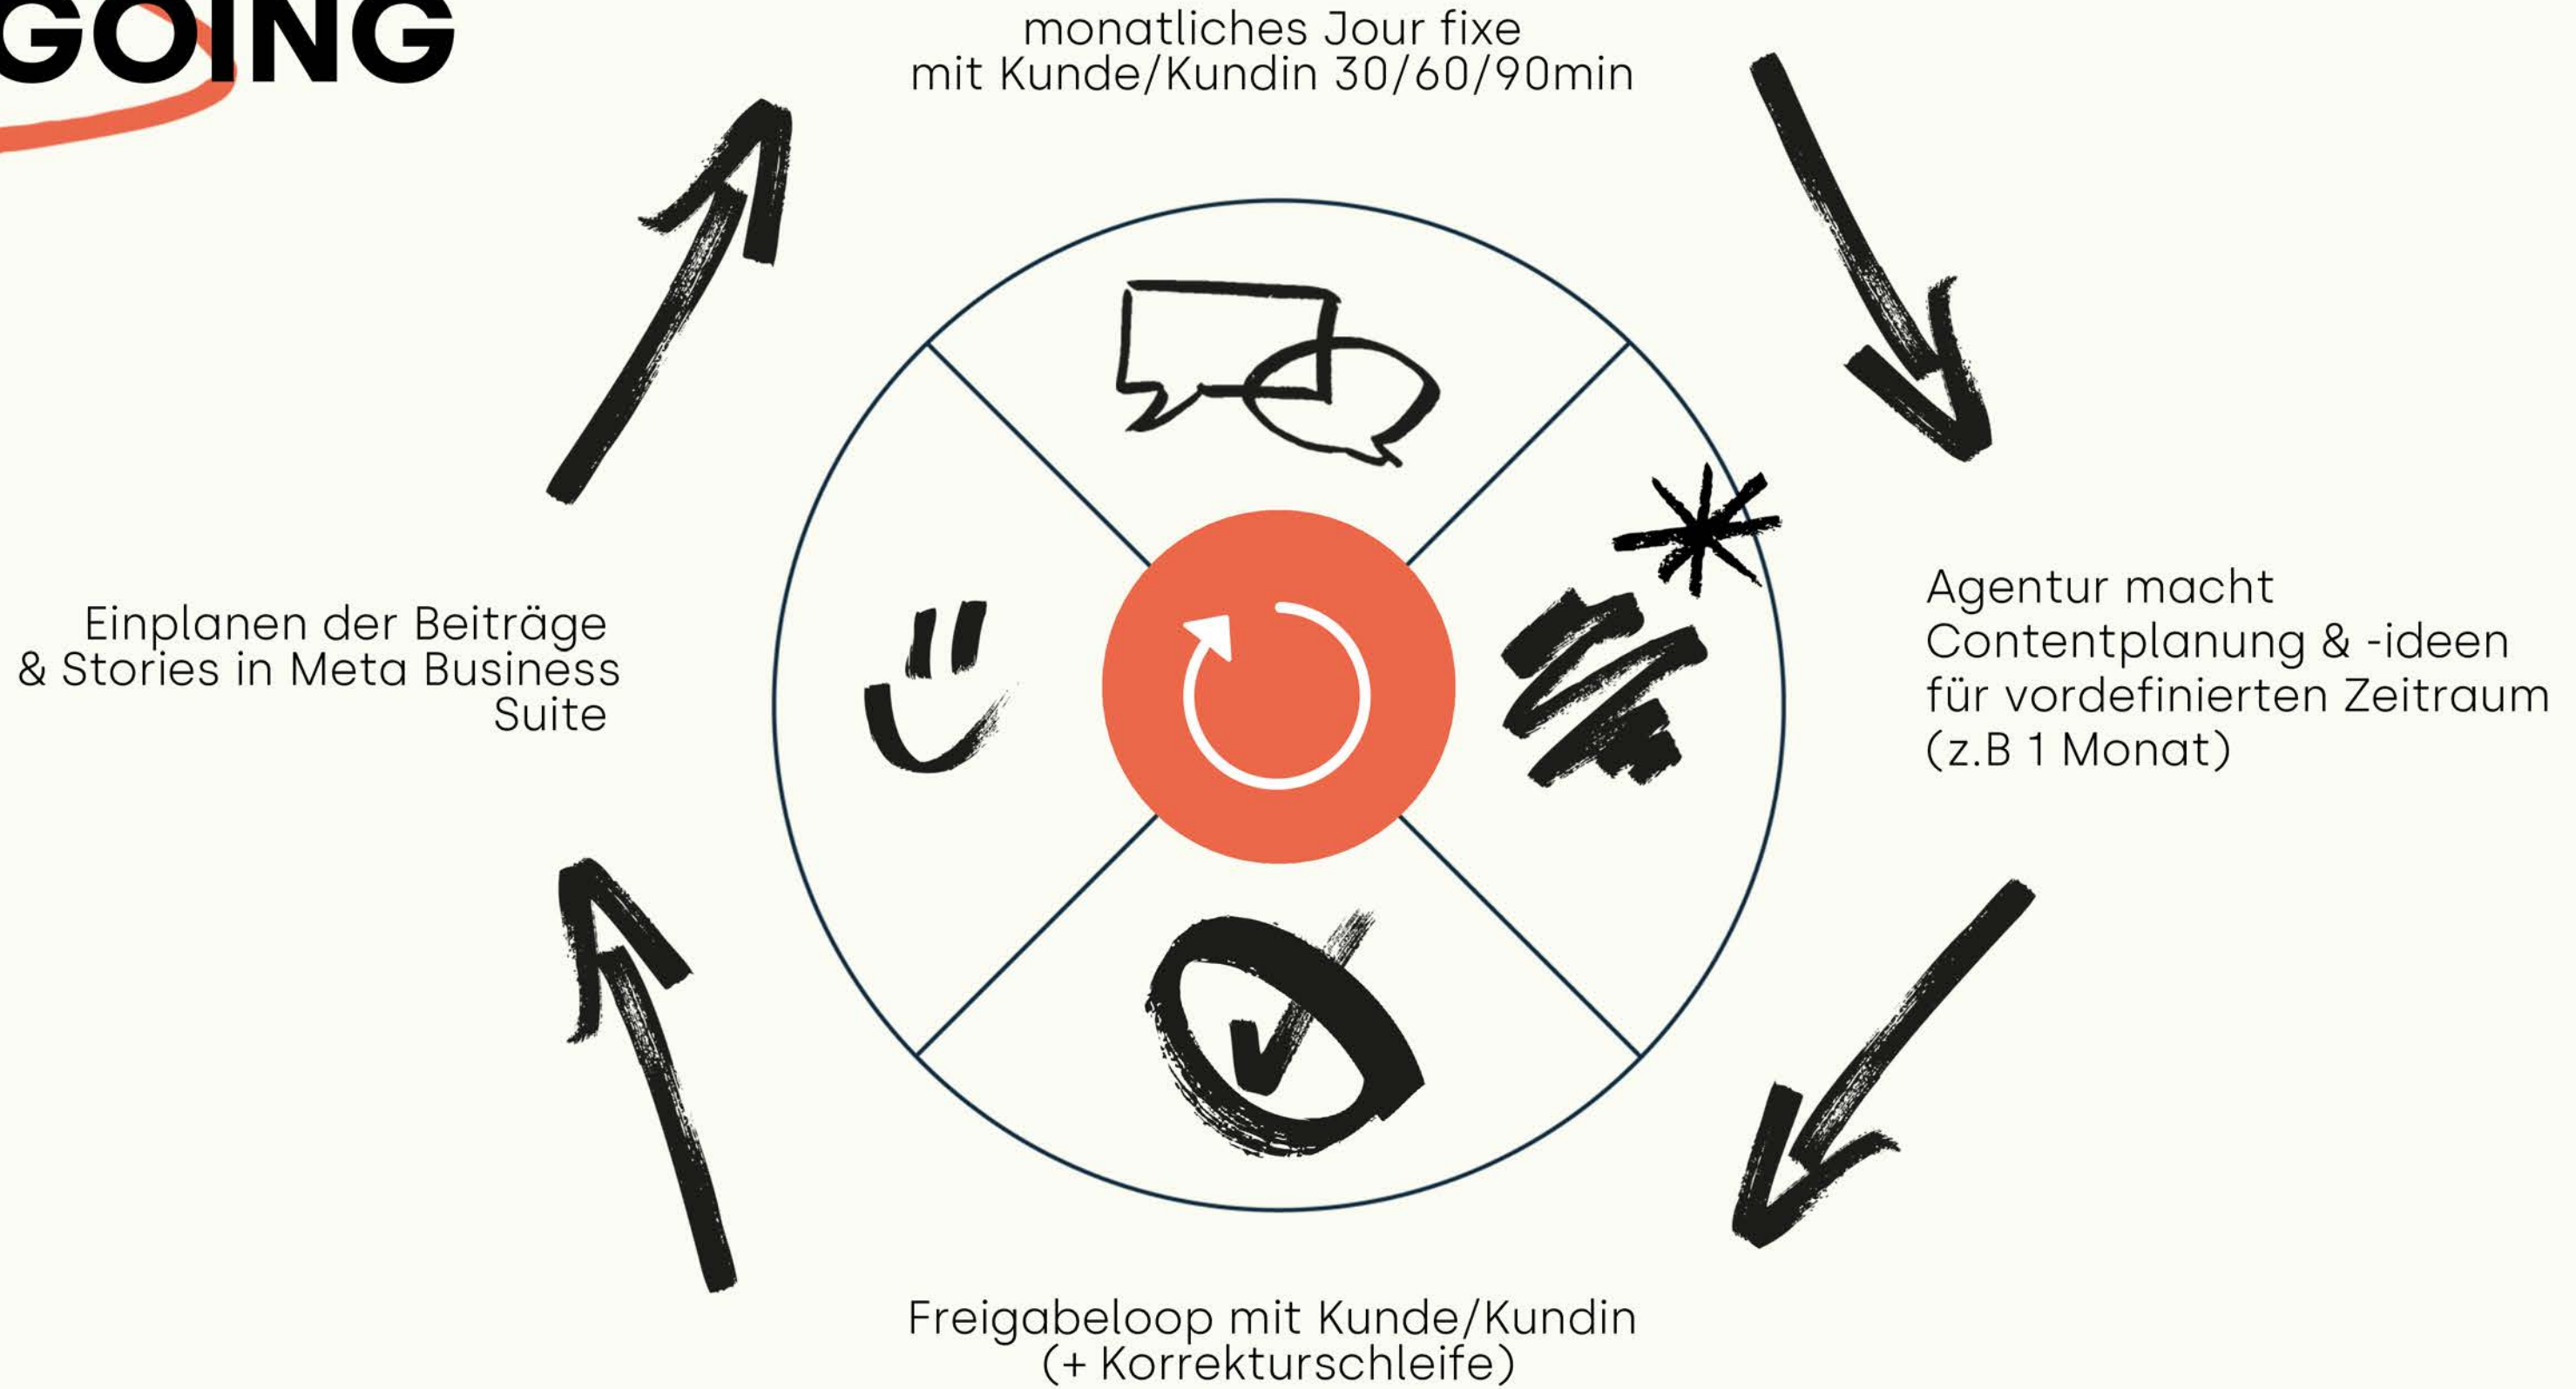 GOING
monatliches Jour fixe
mit Kunde/Kundin 30/60/90min
Agentur macht
Contentplanung & -ideen
für vordefinierten Zeitraum
(z.B 1 Monat)
Freigabeloop mit Kunde/Kundin
(+ Korrekturschleife)
Einplanen der Beiträge
& Stories in Meta Business
Suite